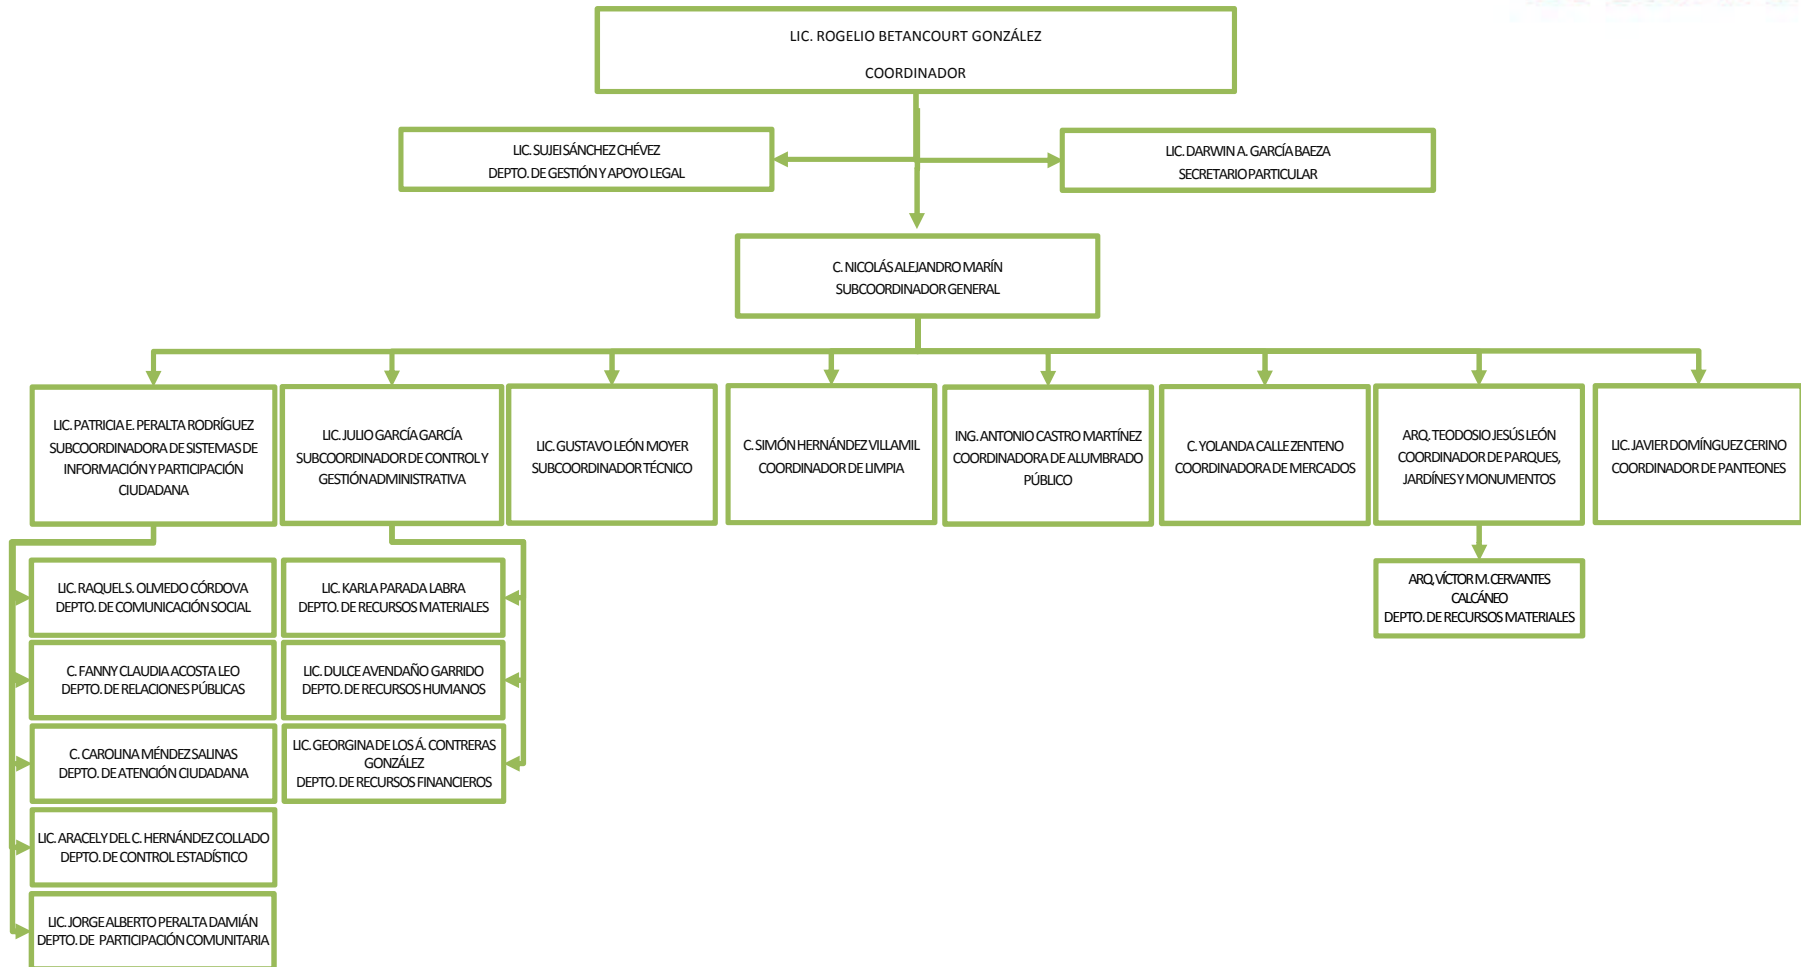 LIC. ROGELIO BETANCOURT GONZÁLEZ
COORDINADOR
LIC. SUJEI SÁNCHEZ CHÉVEZ
DEPTO. DE GESTIÓN Y APOYO LEGAL
LIC. DARWIN A. GARCÍA BAEZA
SECRETARIO PARTICULAR
C. NICOLÁS ALEJANDRO MARÍN
SUBCOORDINADOR GENERAL
LIC. PATRICIA E. PERALTA RODRÍGUEZ
SUBCOORDINADORA DE SISTEMAS DE
INFORMACIÓN Y PARTICIPACIÓN
CIUDADANA
LIC. JULIO GARCÍA GARCÍA
SUBCOORDINADOR DE CONTROL Y
GESTIÓN ADMINISTRATIVA
LIC. GUSTAVO LEÓN MOYER
SUBCOORDINADOR TÉCNICO
C. SIMÓN HERNÁNDEZ VILLAMIL
COORDINADOR DE LIMPIA
ING. ANTONIO CASTRO MARTÍNEZ
COORDINADORA DE ALUMBRADO
PÚBLICO
C. YOLANDA CALLE ZENTENO
COORDINADORA DE MERCADOS
ARQ. TEODOSIO JESÚS LEÓN
COORDINADOR DE PARQUES,
JARDÍNES Y MONUMENTOS
LIC. JAVIER DOMÍNGUEZ CERINO
COORDINADOR DE PANTEONES
LIC. RAQUEL S. OLMEDO CÓRDOVA
DEPTO. DE COMUNICACIÓN SOCIAL
LIC. KARLA PARADA LABRA
DEPTO. DE RECURSOS MATERIALES
ARQ, VÍCTOR M. CERVANTES
CALCÁNEO
DEPTO. DE RECURSOS MATERIALES
C. FANNY CLAUDIA ACOSTA LEO
DEPTO. DE RELACIONES PÚBLICAS
LIC. DULCE AVENDAÑO GARRIDO
DEPTO. DE RECURSOS HUMANOS
C. CAROLINA MÉNDEZ SALINAS
DEPTO. DE ATENCIÓN CIUDADANA
LIC. GEORGINA DE LOS Á. CONTRERAS
GONZÁLEZ
DEPTO. DE RECURSOS FINANCIEROS
LIC. ARACELY DEL C. HERNÁNDEZ COLLADO
DEPTO. DE CONTROL ESTADÍSTICO
LIC. JORGE ALBERTO PERALTA DAMIÁN
DEPTO. DE PARTICIPACIÓN COMUNITARIA